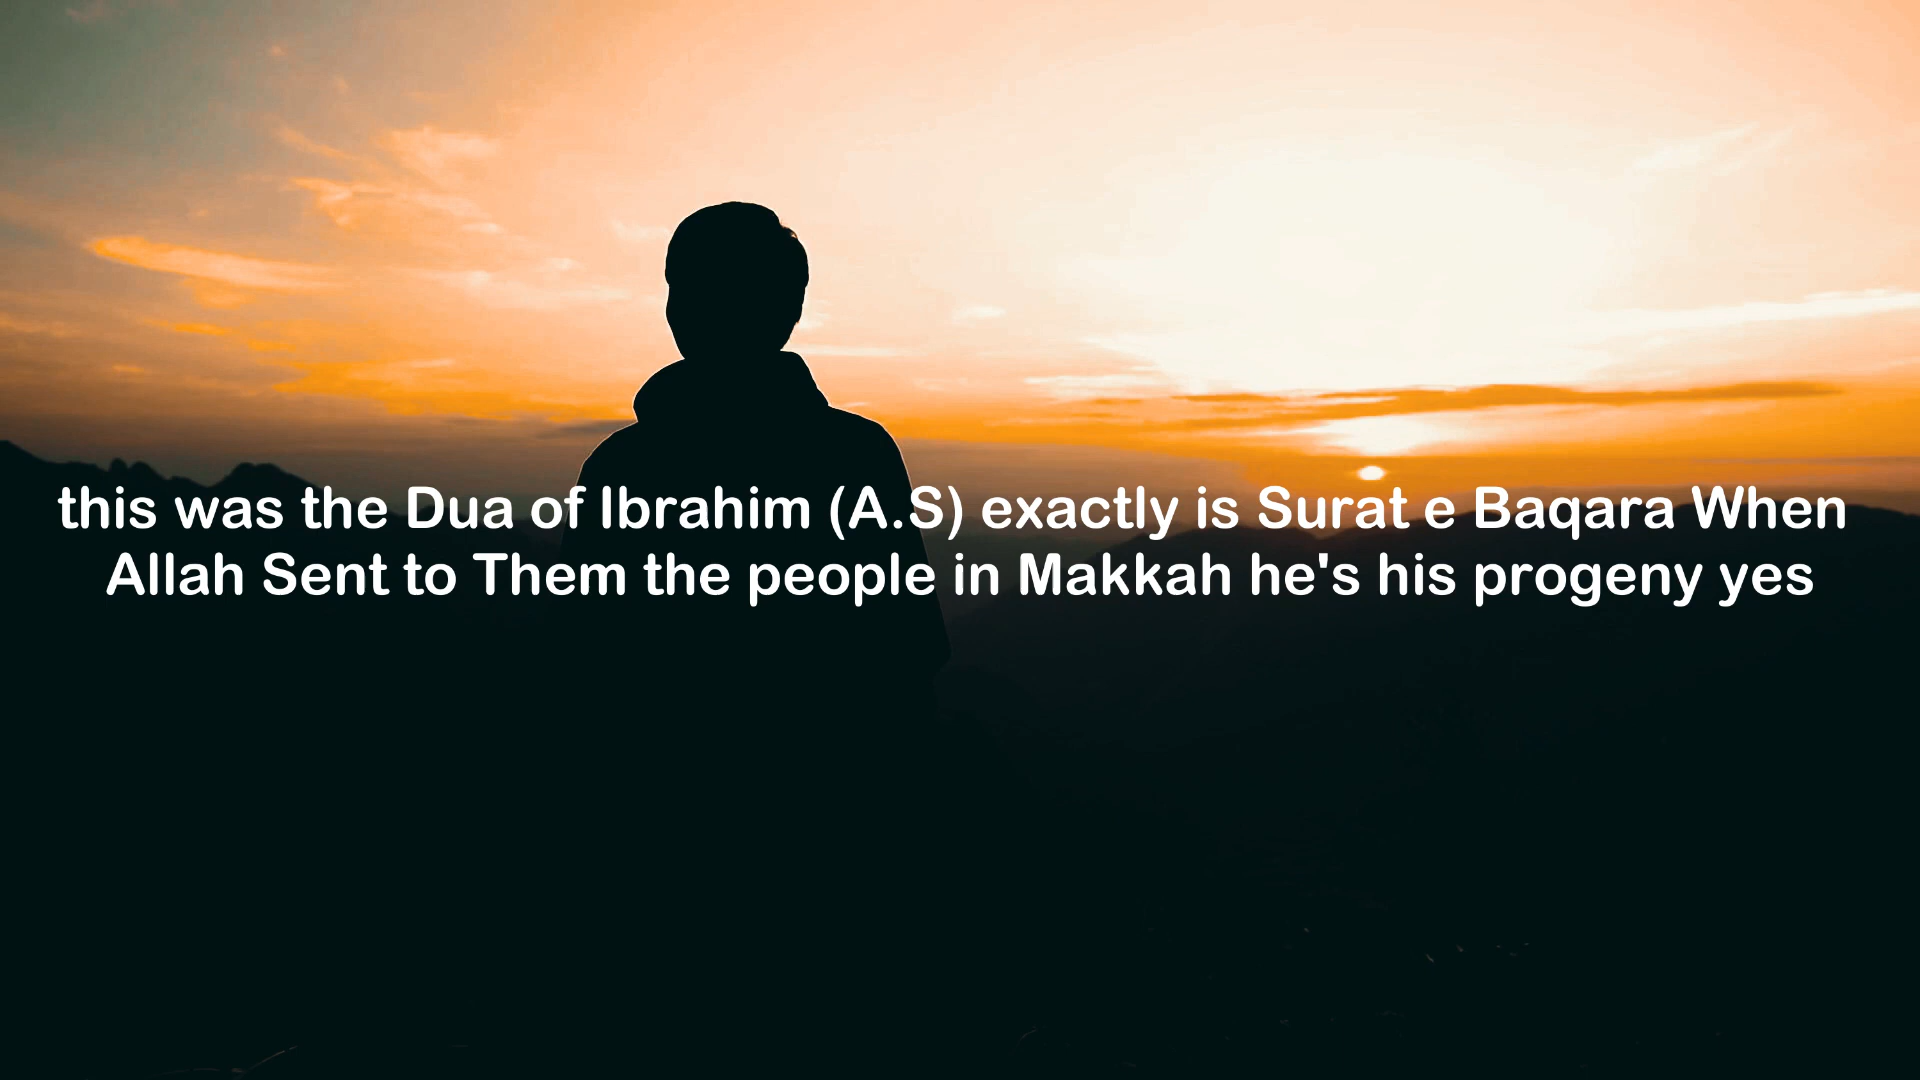 this was the Dua of Ibrahim (A.S) exactly is Surat e Baqara When
Allah Sent to Them the people in Makkah he's his progeny yes